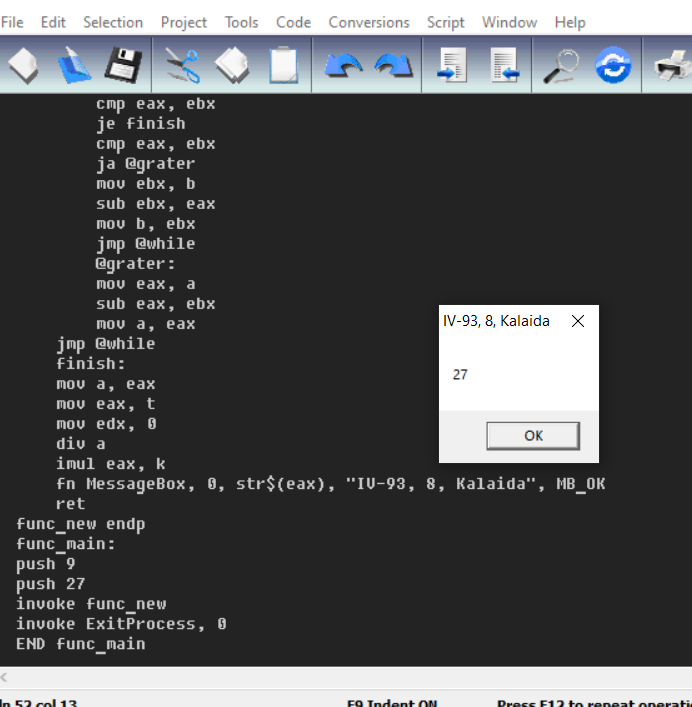 File Edit Selection Project Tools Code Conversions Script Window Help
cmp eax, ebx
je finish
cmp eax, ebx
ja @grater
mov ebx, b
sub ebx, eax
mov b, ebx
jmp @while
@grater:
mov eax, a
sub eax, ebx
mov a, eax
jmp @while
finish:
mov a, eax
mov eax, t
mov edx, 0
div a
imul eax, k
fn MessageBox, 0, str$(eax), "IV-93, 8, Kalaida", MB_OK
ret
func_new endp
func_main:
push 9
push 27
invoke func_new
invoke ExitProcess, 0
END func_main
IV-93, 8, Kalaida
27
OK
ln 52 col 13 F9 Indent ON Press F12 to repeat operati